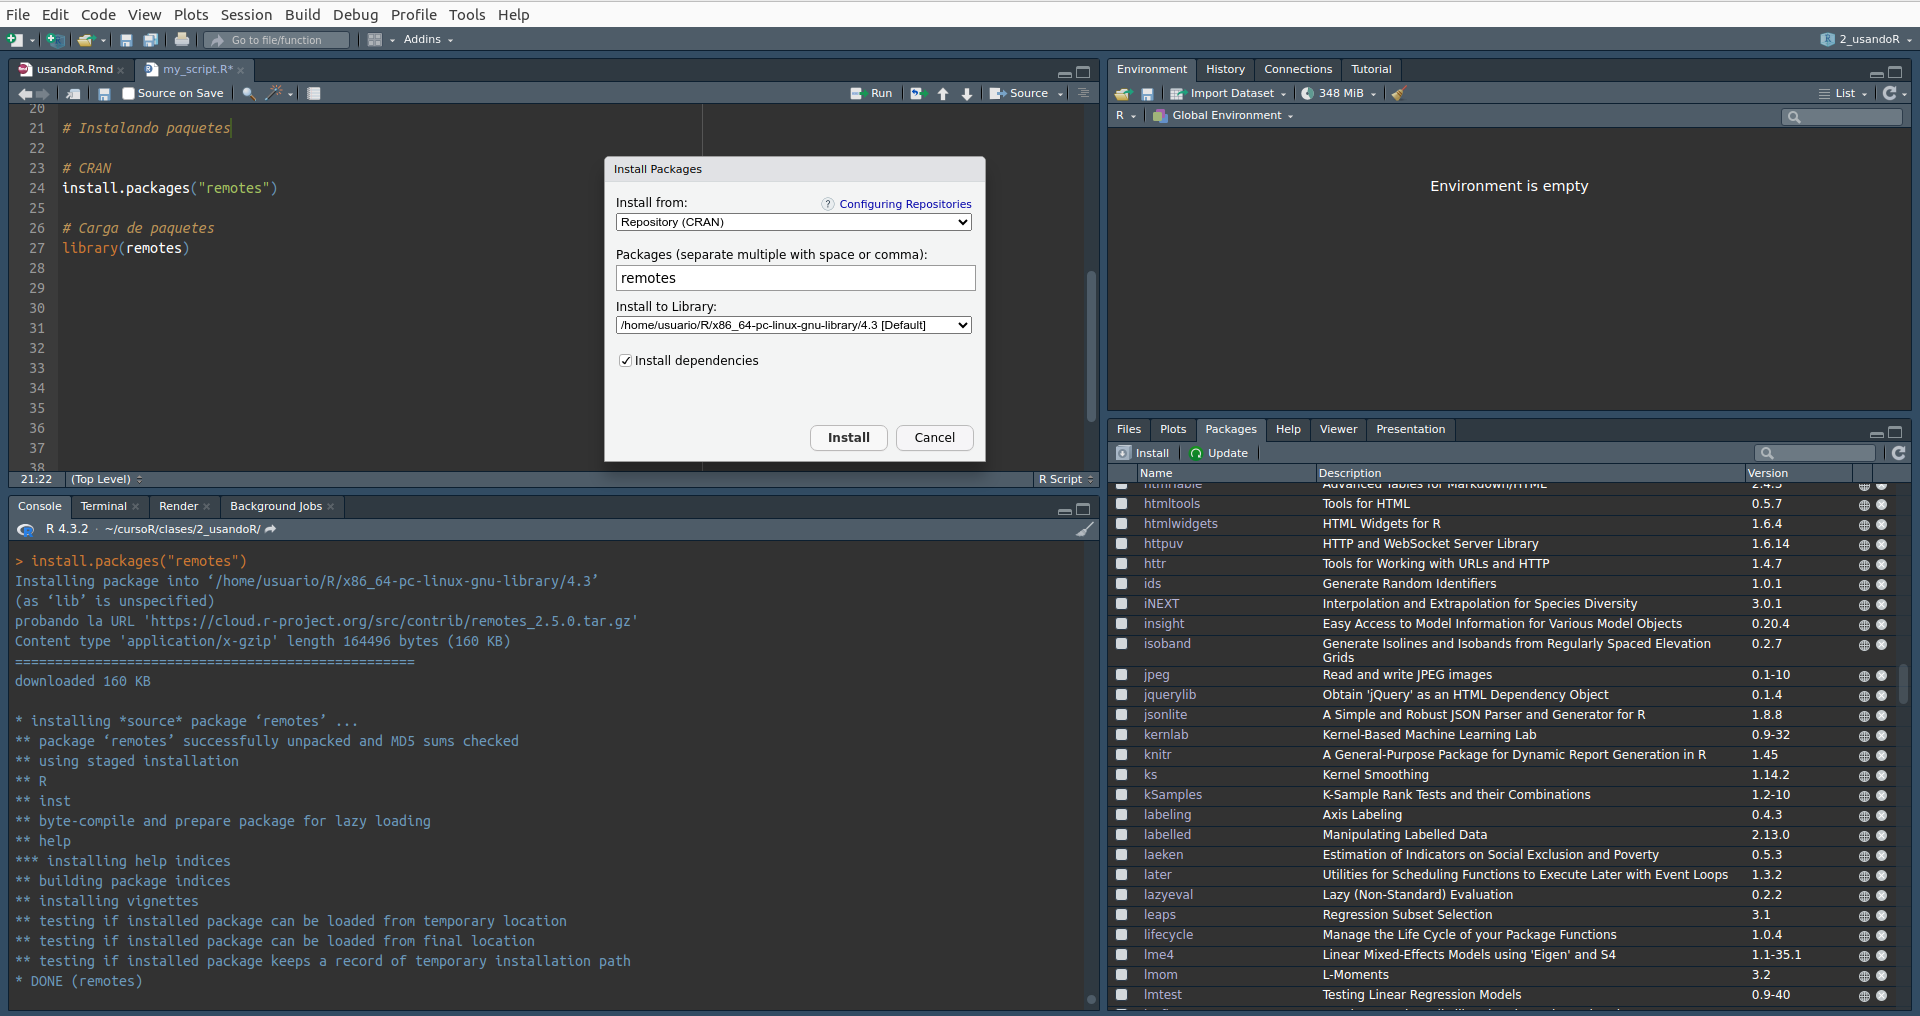 File Edit Code View Plots Session Build Debug Profile Tools Help
Go to file/function Addins 2_usandoR
usandoR.Rmd my_script.R*
Source on Save Run Source
20
21 # Instalando paquetes
22
23 # CRAN
24 install.packages("remotes")
25
26 # Carga de paquetes
27 library(remotes)
28
29
30
31
32
33
34
35
36
37
38
21:22 (Top Level) R Script
Install Packages
Install from: ? Configuring Repositories
Repository (CRAN)
Packages (separate multiple with space or comma):
remotes
Install to Library:
/home/usuario/R/x86_64-pc-linux-gnu-library/4.3 [Default]
Install dependencies
Install Cancel
Console Terminal Render Background Jobs
R 4.3.2 · ~/cursoR/clases/2_usandoR/
> install.packages("remotes")
Installing package into ‘/home/usuario/R/x86_64-pc-linux-gnu-library/4.3’
(as ‘lib’ is unspecified)
probando la URL 'https://cloud.r-project.org/src/contrib/remotes_2.5.0.tar.gz'
Content type 'application/x-gzip' length 164496 bytes (160 KB)
==================================================
downloaded 160 KB
* installing *source* package ‘remotes’ ...
** package ‘remotes’ successfully unpacked and MD5 sums checked
** using staged installation
** R
** inst
** byte-compile and prepare package for lazy loading
** help
*** installing help indices
** building package indices
** installing vignettes
** testing if installed package can be loaded from temporary location
** testing if installed package can be loaded from final location
** testing if installed package keeps a record of temporary installation path
* DONE (remotes)
Environment History Connections Tutorial
Import Dataset 348 MiB List
R Global Environment
Environment is empty
Files Plots Packages Help Viewer Presentation
Install Update
Name Description Version
htmlTable Advanced Tables for Markdown/HTML 2.4.3
htmltools Tools for HTML 0.5.7
htmlwidgets HTML Widgets for R 1.6.4
httpuv HTTP and WebSocket Server Library 1.6.14
httr Tools for Working with URLs and HTTP 1.4.7
ids Generate Random Identifiers 1.0.1
iNEXT Interpolation and Extrapolation for Species Diversity 3.0.1
insight Easy Access to Model Information for Various Model Objects 0.20.4
isoband Generate Isolines and Isobands from Regularly Spaced Elevation 0.2.7
Grids
jpeg Read and write JPEG images 0.1-10
jquerylib Obtain 'jQuery' as an HTML Dependency Object 0.1.4
jsonlite A Simple and Robust JSON Parser and Generator for R 1.8.8
kernlab Kernel-Based Machine Learning Lab 0.9-32
knitr A General-Purpose Package for Dynamic Report Generation in R 1.45
ks Kernel Smoothing 1.14.2
kSamples K-Sample Rank Tests and their Combinations 1.2-10
labeling Axis Labeling 0.4.3
labelled Manipulating Labelled Data 2.13.0
laeken Estimation of Indicators on Social Exclusion and Poverty 0.5.3
later Utilities for Scheduling Functions to Execute Later with Event Loops 1.3.2
lazyeval Lazy (Non-Standard) Evaluation 0.2.2
leaps Regression Subset Selection 3.1
lifecycle Manage the Life Cycle of your Package Functions 1.0.4
lme4 Linear Mixed-Effects Models using 'Eigen' and S4 1.1-35.1
lmom L-Moments 3.2
lmtest Testing Linear Regression Models 0.9-40